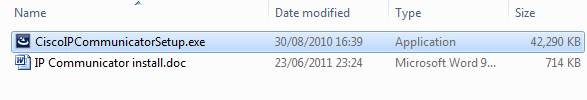 Name Date modified Type Size
CiscoIPCommunicatorSetup.exe 30/08/2010 16:39 Application 42,290 KB
IP Communicator install.doc 23/06/2011 23:24 Microsoft Word 9... 714 KB